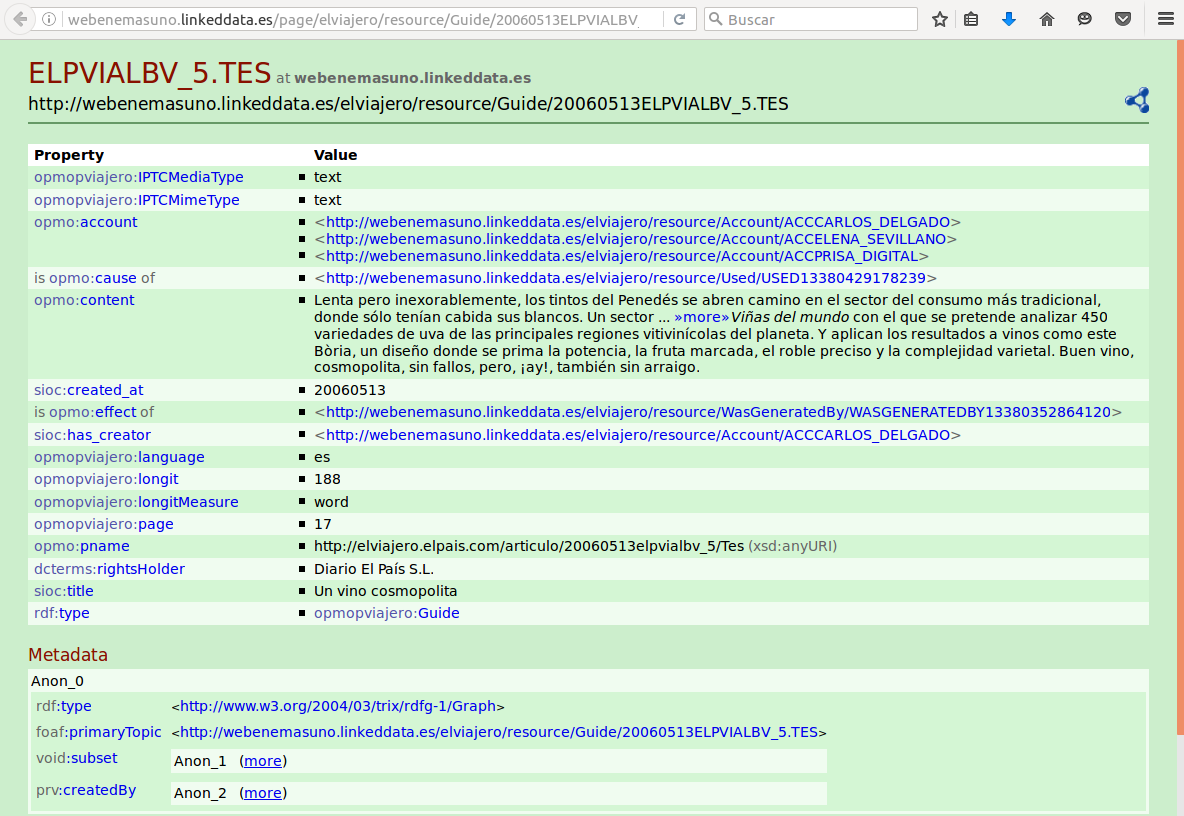 webenemasuno.linkeddata.es/page/elviajero/resource/Guide/20060513ELPVIALBV_ Buscar
ELPVIALBV_5.TES at webenemasuno.linkeddata.es
http://webenemasuno.linkeddata.es/elviajero/resource/Guide/20060513ELPVIALBV_5.TES
Property Value
opmopviajero:IPTCMediaType ▪ text
opmopviajero:IPTCMimeType ▪ text
opmo:account ▪ <http://webenemasuno.linkeddata.es/elviajero/resource/Account/ACCCARLOS_DELGADO>
▪ <http://webenemasuno.linkeddata.es/elviajero/resource/Account/ACCELENA_SEVILLANO>
▪ <http://webenemasuno.linkeddata.es/elviajero/resource/Account/ACCPRISA_DIGITAL>
is opmo:cause of ▪ <http://webenemasuno.linkeddata.es/elviajero/resource/Used/USED13380429178239>
opmo:content ▪ Lenta pero inexorablemente, los tintos del Penedés se abren camino en el sector del consumo más tradicional,
donde sólo tenían cabida sus blancos. Un sector ... »more»Viñas del mundo con el que se pretende analizar 450
variedades de uva de las principales regiones vitivinícolas del planeta. Y aplican los resultados a vinos como este
Bòria, un diseño donde se prima la potencia, la fruta marcada, el roble preciso y la complejidad varietal. Buen vino,
cosmopolita, sin fallos, pero, ¡ay!, también sin arraigo.
sioc:created_at ▪ 20060513
is opmo:effect of ▪ <http://webenemasuno.linkeddata.es/elviajero/resource/WasGeneratedBy/WASGENERATEDBY13380352864120>
sioc:has_creator ▪ <http://webenemasuno.linkeddata.es/elviajero/resource/Account/ACCCARLOS_DELGADO>
opmopviajero:language ▪ es
opmopviajero:longit ▪ 188
opmopviajero:longitMeasure ▪ word
opmopviajero:page ▪ 17
opmo:pname ▪ http://elviajero.elpais.com/articulo/20060513elpvialbv_5/Tes (xsd:anyURI)
dcterms:rightsHolder ▪ Diario El País S.L.
sioc:title ▪ Un vino cosmopolita
rdf:type ▪ opmopviajero:Guide
Metadata
Anon_0
rdf:type <http://www.w3.org/2004/03/trix/rdfg-1/Graph>
foaf:primaryTopic <http://webenemasuno.linkeddata.es/elviajero/resource/Guide/20060513ELPVIALBV_5.TES>
void:subset Anon_1 (more)
prv:createdBy Anon_2 (more)